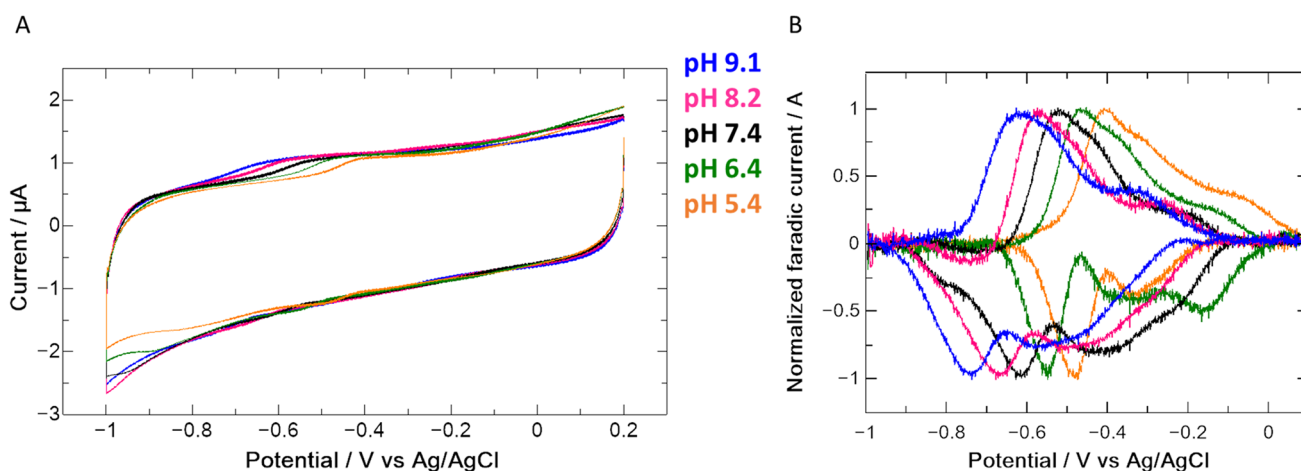 A
Current / µA
2
1
0
−1
−2
−3
−1
−0.8
−0.6
−0.4
−0.2
0
0.2
Potential / V vs Ag/AgCl
pH 9.1
pH 8.2
pH 7.4
pH 6.4
pH 5.4
B
Normalized faradic current / A
1
0.5
0
−0.5
−1
−1
−0.8
−0.6
−0.4
−0.2
0
Potential / V vs Ag/AgCl